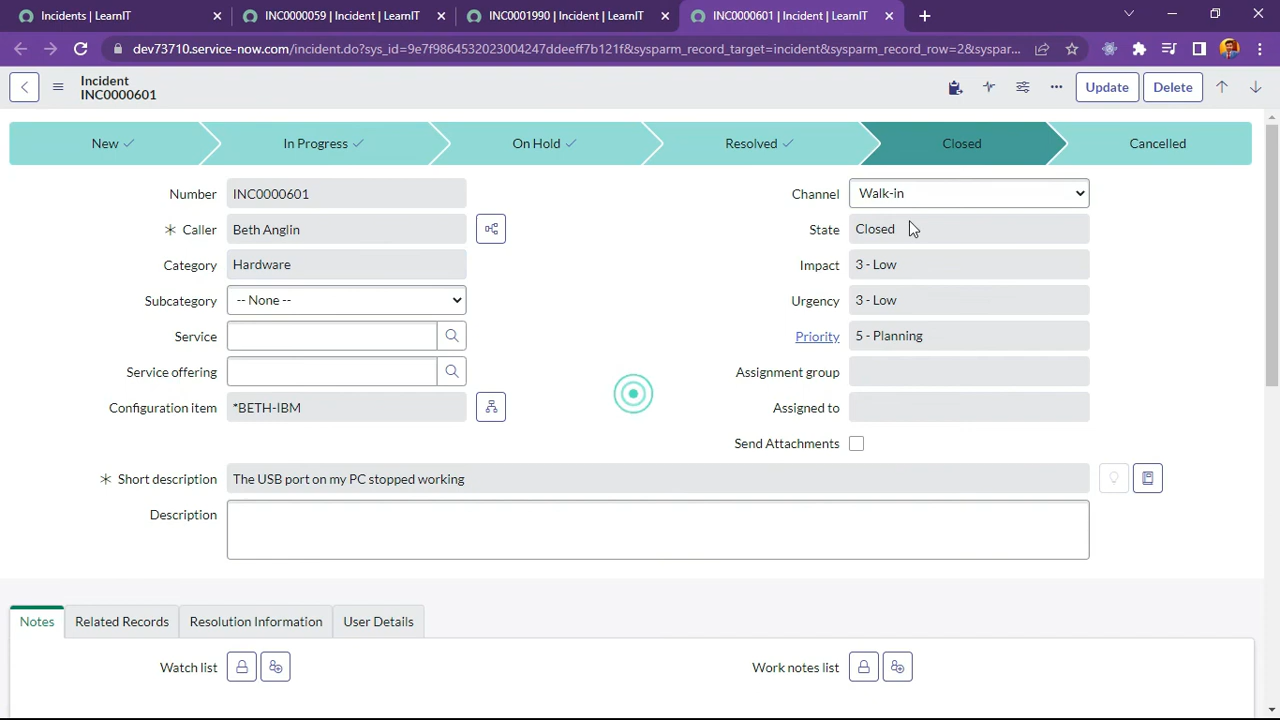 Incidents | LearnIT
INC0000059 | Incident | LearnIT
INC0001990 | Incident | LearnIT
INC0000601 | Incident | LearnIT
dev73710.service-now.com/incident.do?sys_id=9e7f9864532023004247ddeeff7b121f&sysparm_record_target=incident&sysparm_record_row=2&syspar...
Incident
INC0000601
Update
Delete
New
In Progress
On Hold
Resolved
Closed
Cancelled
Number INC0000601
Channel Walk-in
Caller Beth Anglin
State Closed
Category Hardware
Impact 3 - Low
Subcategory -- None --
Urgency 3 - Low
Service
Priority 5 - Planning
Service offering
Assignment group
Configuration item *BETH-IBM
Assigned to
Send Attachments
Short description The USB port on my PC stopped working
Description
Notes
Related Records
Resolution Information
User Details
Watch list
Work notes list